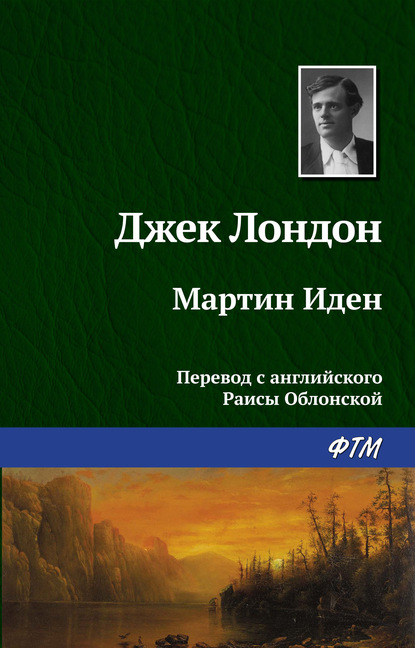 Джек Лондон
Мартин Иден
Перевод с английского
Раисы Облонской
ФТМ